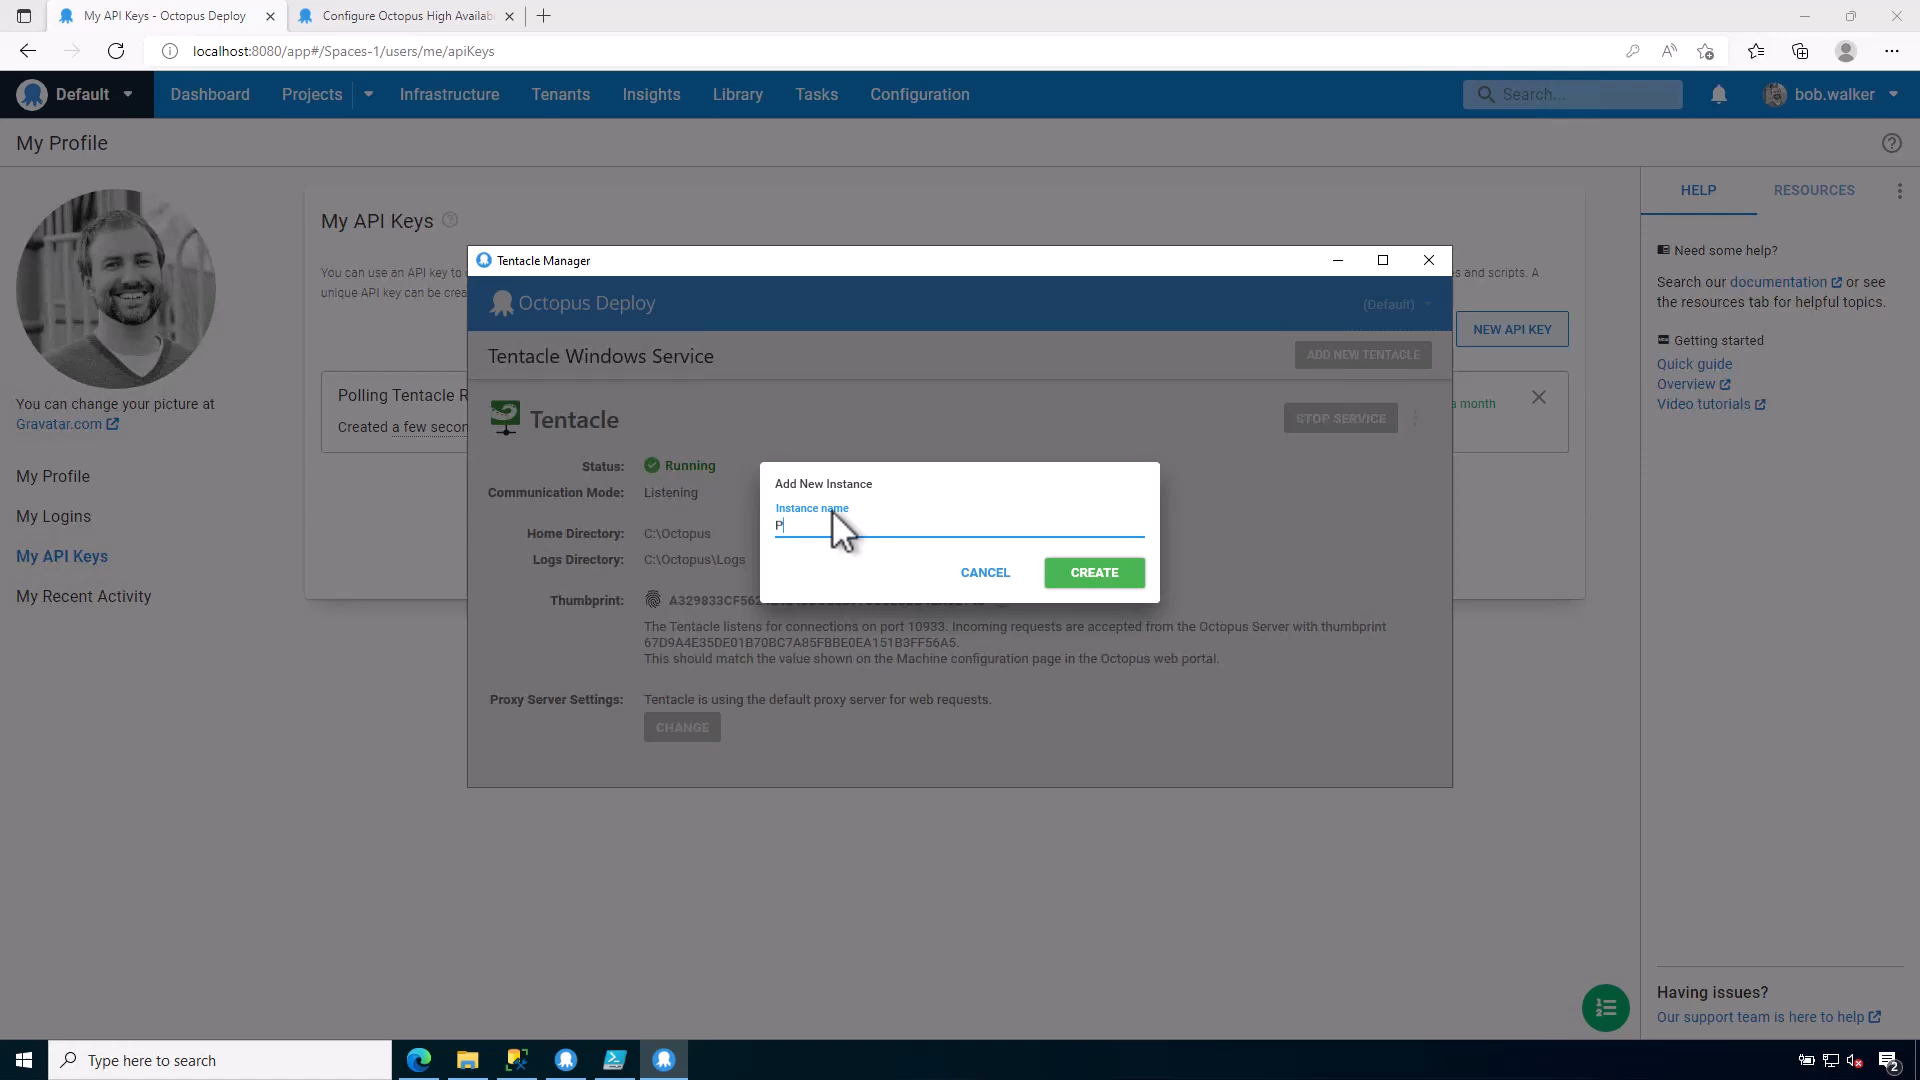 My API Keys - Octopus Deploy
Configure Octopus High Availab
localhost:8080/app#/Spaces-1/users/me/apiKeys
Default
Dashboard
Projects
Infrastructure
Tenants
Insights
Library
Tasks
Configuration
Search...
bob.walker
My Profile
You can change your picture at
Gravatar.com
My Profile
My Logins
My API Keys
My Recent Activity
My API Keys
You can use an API key to
unique API key can be crea
es and scripts. A
NEW API KEY
Polling Tentacle R
Created a few secon
a month
Tentacle Manager
Octopus Deploy
(Default)
Tentacle Windows Service
ADD NEW TENTACLE
Tentacle
STOP SERVICE
Status: Running
Communication Mode: Listening
Home Directory: C:\Octopus
Logs Directory: C:\Octopus\Logs
Thumbprint: A329833CF562
The Tentacle listens for connections on port 10933. Incoming requests are accepted from the Octopus Server with thumbprint
67D9A4E35DE01B70BC7A85FBBE0EA151B3FF56A5.
This should match the value shown on the Machine configuration page in the Octopus web portal.
Proxy Server Settings: Tentacle is using the default proxy server for web requests.
CHANGE
Add New Instance
Instance name
P
CANCEL
CREATE
HELP
RESOURCES
Need some help?
Search our documentation or see
the resources tab for helpful topics.
Getting started
Quick guide
Overview
Video tutorials
Having issues?
Our support team is here to help
Type here to search
2